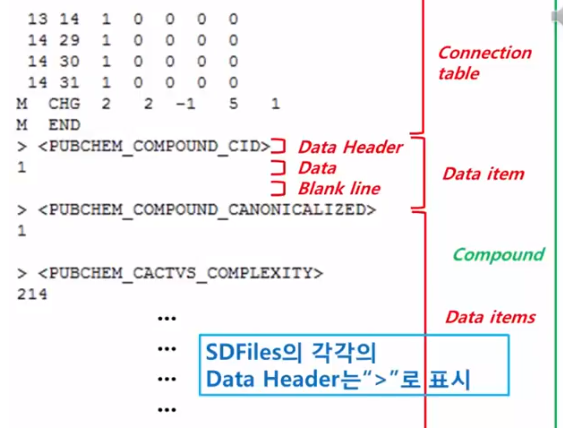 13 14 1 0 0 0 0
14 29 1 0 0 0 0
14 30 1 0 0 0 0
14 31 1 0 0 0 0
M CHG 2 2 -1 5 1
M END
Connection
table
> <PUBCHEM_COMPOUND_CID> Data Header
1 Data
Blank line
Data item
> <PUBCHEM_COMPOUND_CANONICALIZED>
1
Compound
> <PUBCHEM_CACTVS_COMPLEXITY>
214
Data items
...
...
...
...
SDFiles의 각각의
Data Header는“>”로 표시